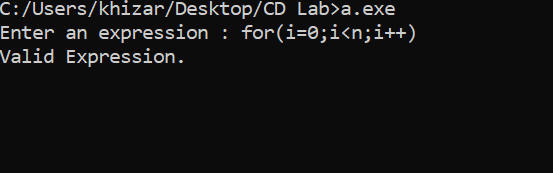 C:/Users/khizar/Desktop/CD Lab>a.exe
Enter an expression : for(i=0;i<n;i++)
Valid Expression.